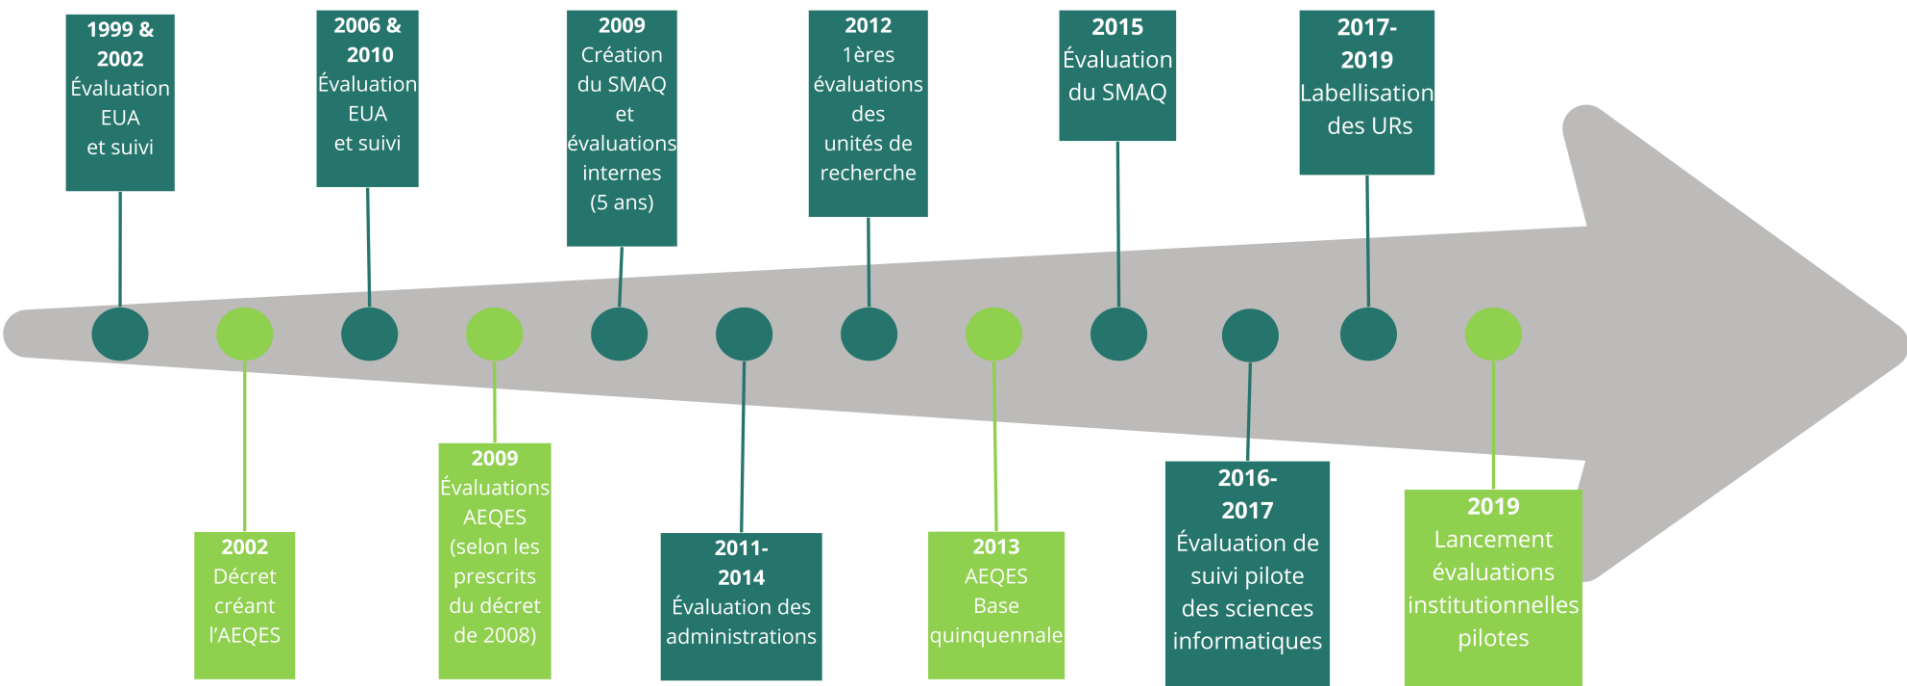 1999 &
2002
Évaluation
EUA
et suivi
2006 &
2010
Évaluation
EUA
et suivi
2009
Création
du SMAQ
et
évaluations
internes
(5 ans)
2012
1ères
évaluations
des
unités de
recherche
2015
Évaluation
du SMAQ
2017-
2019
Labellisation
des URs
2002
Décret
créant
l'AEQES
2009
Évaluations
AEQES
(selon les
prescrits
du décret
de 2008)
2011-
2014
Évaluation des
administrations
2013
AEQES
Base
quinquennale
2016-
2017
Évaluation de
suivi pilote
des sciences
informatiques
2019
Lancement
évaluations
institutionnelles
pilotes